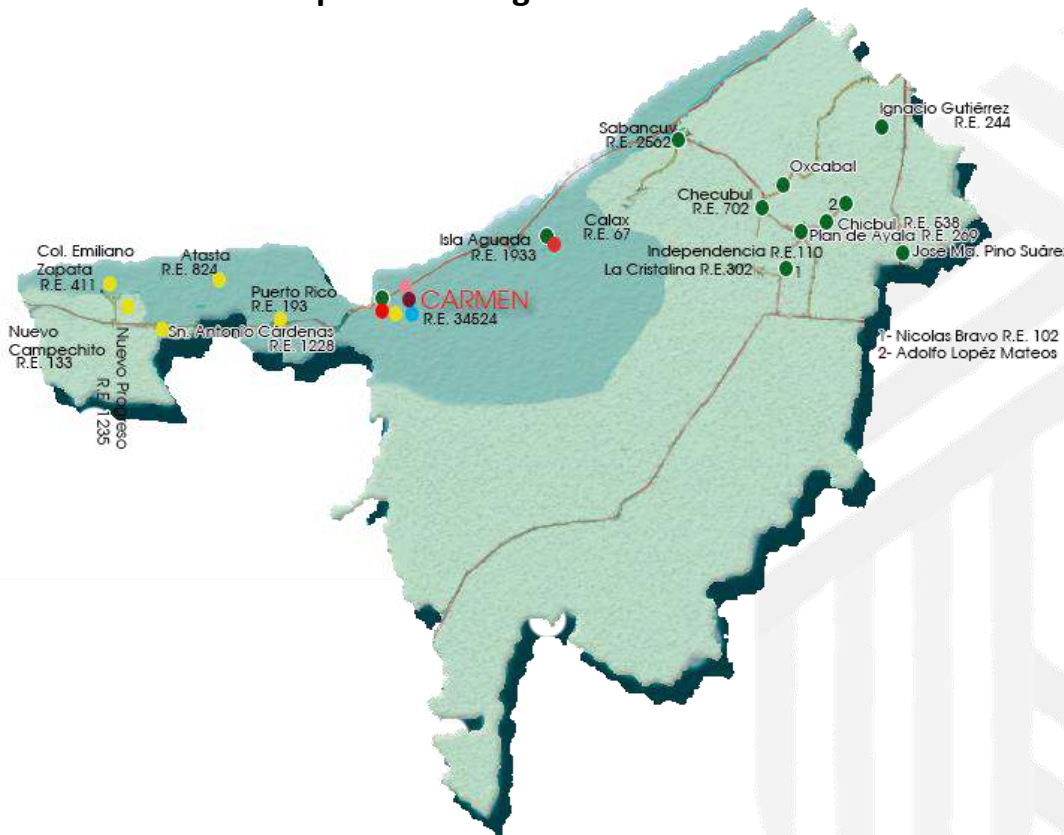 Ignacio Gutiérrez
R.E. 244
Sabancuy
R.E. 2562
Oxcabal
Checubul
R.E. 702
2
Chicbul R.E. 538
Plan de Ayala R.E. 269
Calax
R.E. 67
Isla Aguada
R.E. 1933
Independencia R.E.110
La Cristalina R.E.302
1
José Ma. Pino Suárez
Col. Emiliano
Zapata
R.E. 411
Atasta
R.E. 824
Puerto Rico
R.E. 193
CARMEN
R.E. 34524
Nuevo
Campechito
R.E. 133
Sn. Antonio Cárdenas
R.E. 1228
Nuevo Progreso
R.E. 1235
1- Nicolas Bravo R.E. 102
2- Adolfo Lopéz Mateos